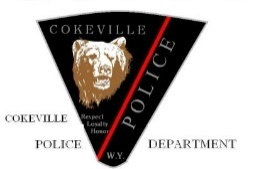 COKEVILLE
POLICE
Respect
Loyalty
Honor
W.Y.
COKEVILLE
POLICE DEPARTMENT